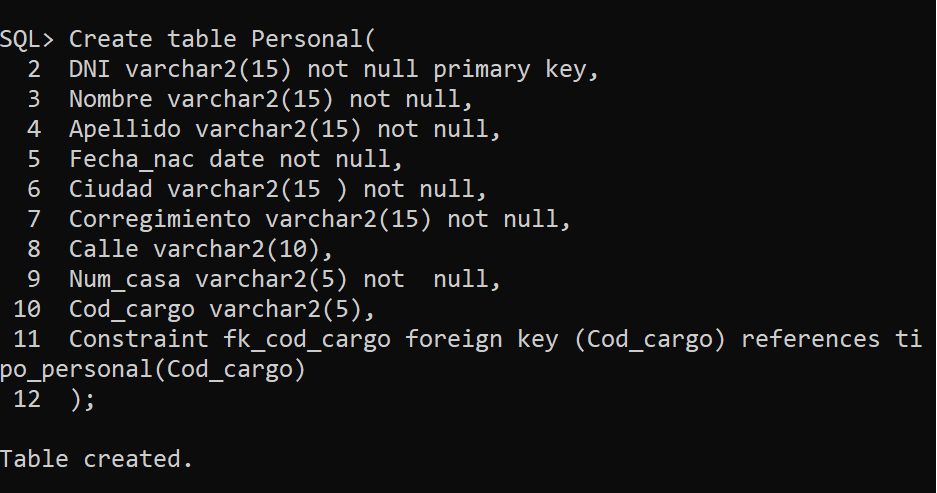 SQL> Create table Personal(
  2  DNI varchar2(15) not null primary key,
  3  Nombre varchar2(15) not null,
  4  Apellido varchar2(15) not null,
  5  Fecha_nac date not null,
  6  Ciudad varchar2(15 ) not null,
  7  Corregimiento varchar2(15) not null,
  8  Calle varchar2(10),
  9  Num_casa varchar2(5) not  null,
 10  Cod_cargo varchar2(5),
 11  Constraint fk_cod_cargo foreign key (Cod_cargo) references ti
po_personal(Cod_cargo)
 12  );
Table created.